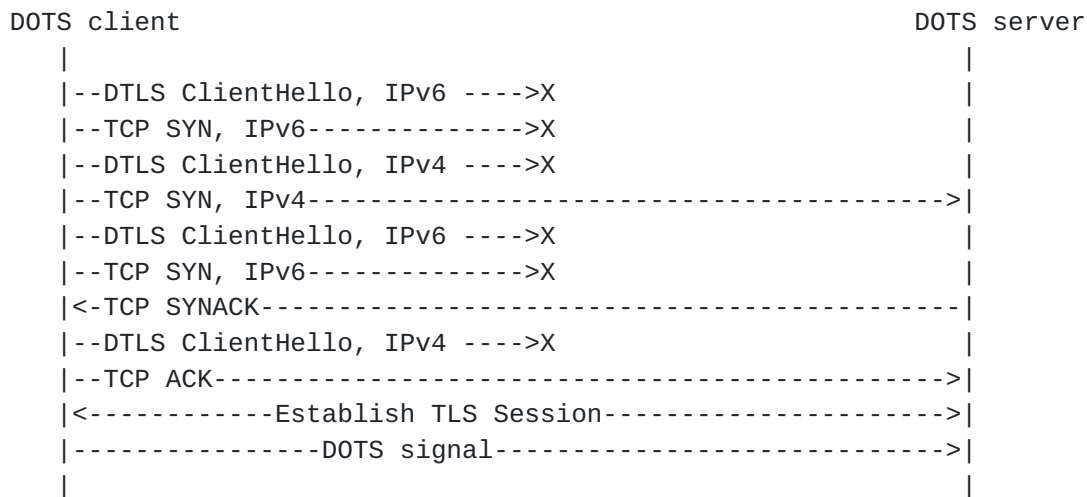 DOTS client                                               DOTS server
   |                                                          |
   |--DTLS ClientHello, IPv6 ---->X                           |
   |--TCP SYN, IPv6-------------->X                           |
   |--DTLS ClientHello, IPv4 ---->X                           |
   |--TCP SYN, IPv4----------------------------------------->|
   |--DTLS ClientHello, IPv6 ---->X                           |
   |--TCP SYN, IPv6-------------->X                           |
   |<-TCP SYNACK---------------------------------------------|
   |--DTLS ClientHello, IPv4 ---->X                           |
   |--TCP ACK----------------------------------------------->|
   |<------------Establish TLS Session---------------------->|
   |----------------DOTS signal----------------------------->|
   |                                                          |